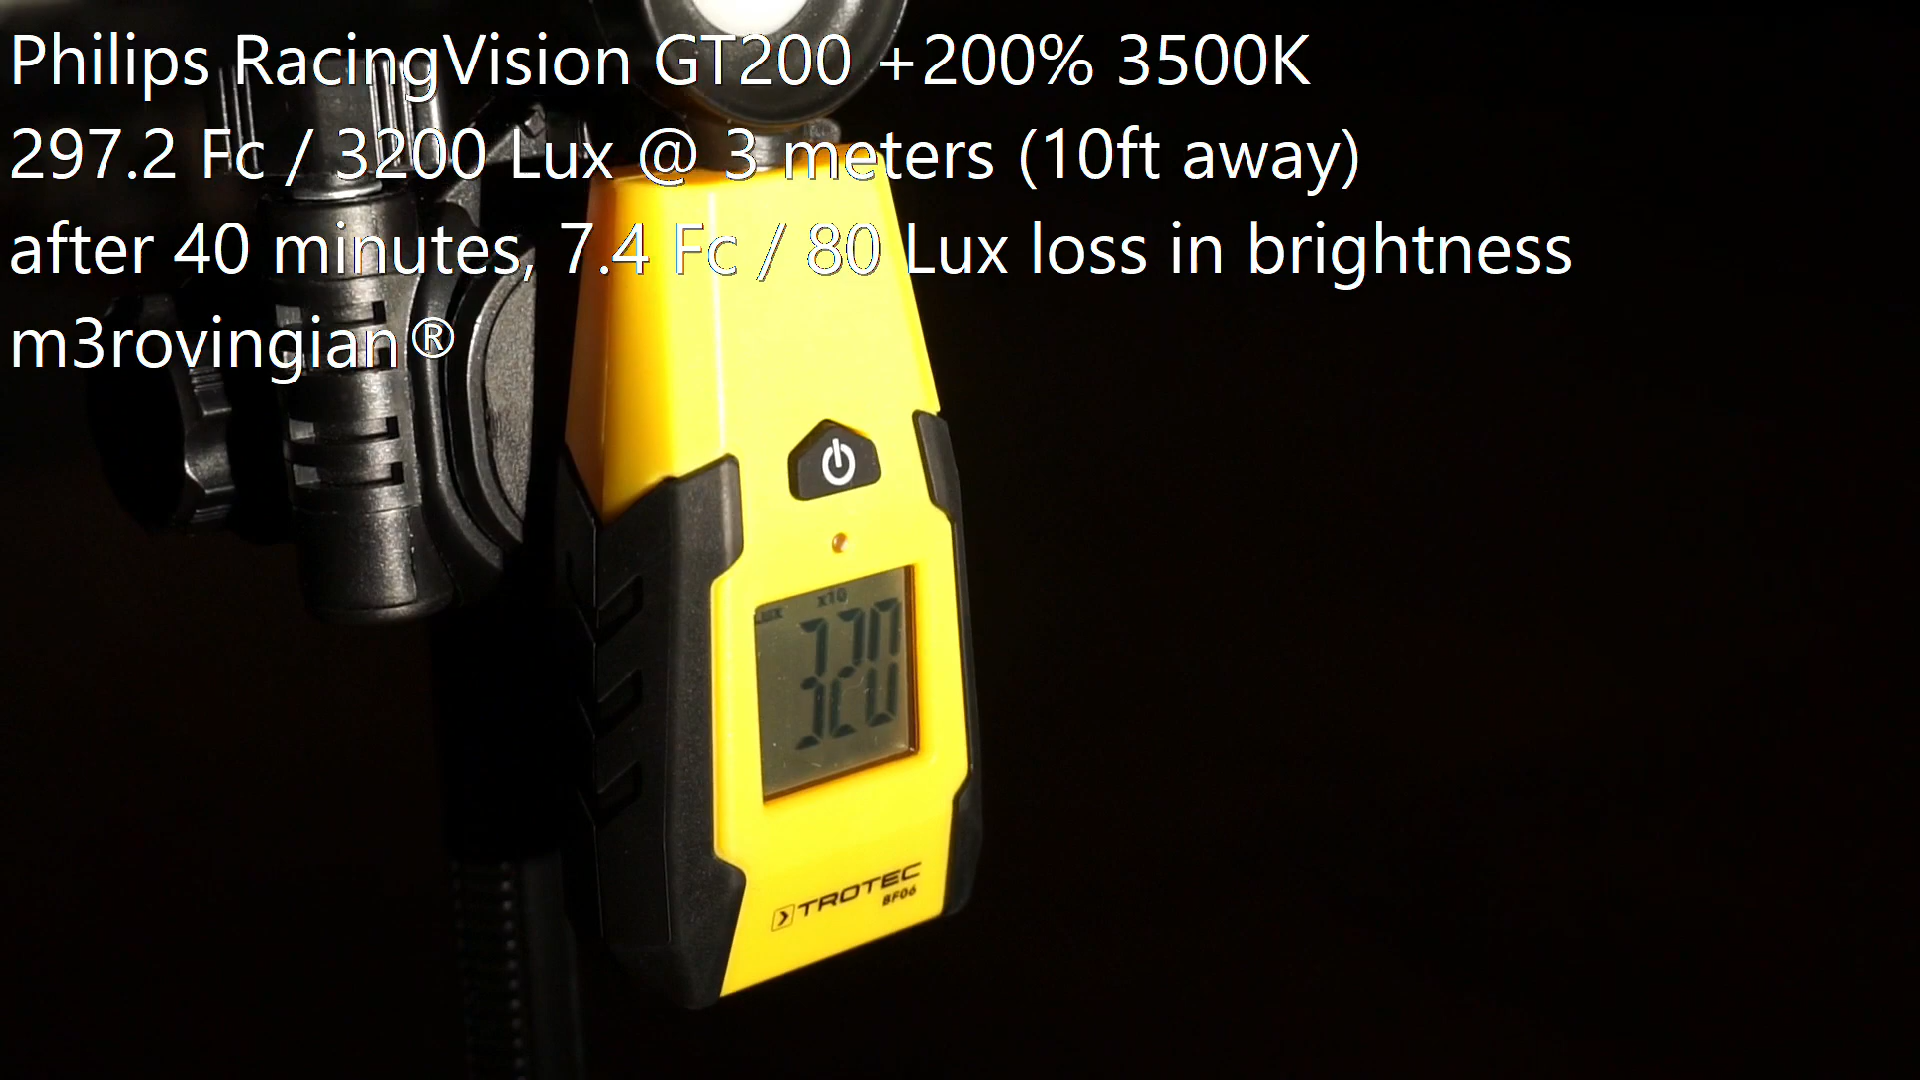 Philips RacingVision GT200 +200% 3500K
297.2 Fc / 3200 Lux @ 3 meters (10ft away)
after 40 minutes, 7.4 Fc / 80 Lux loss in brightness
m3rovingian®
Lux x10
320
TROTEC
BF06